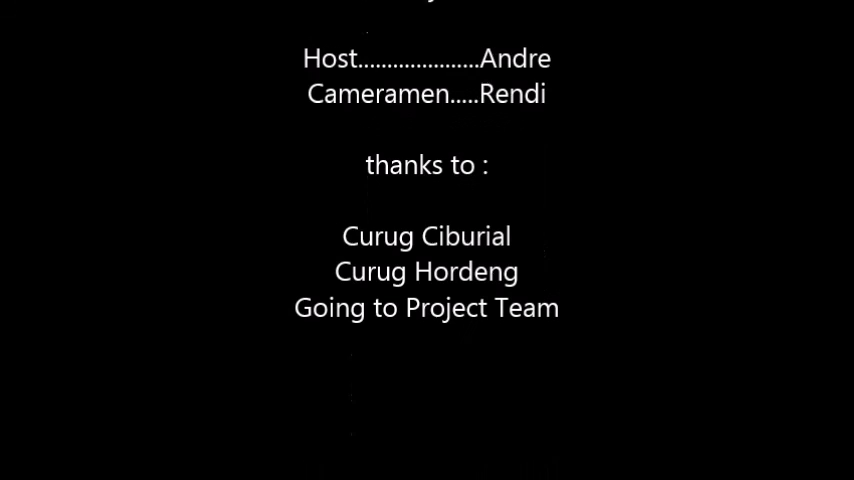 Host.....................Andre
Cameramen.....Rendi
thanks to :
Curug Ciburial
Curug Hordeng
Going to Project Team